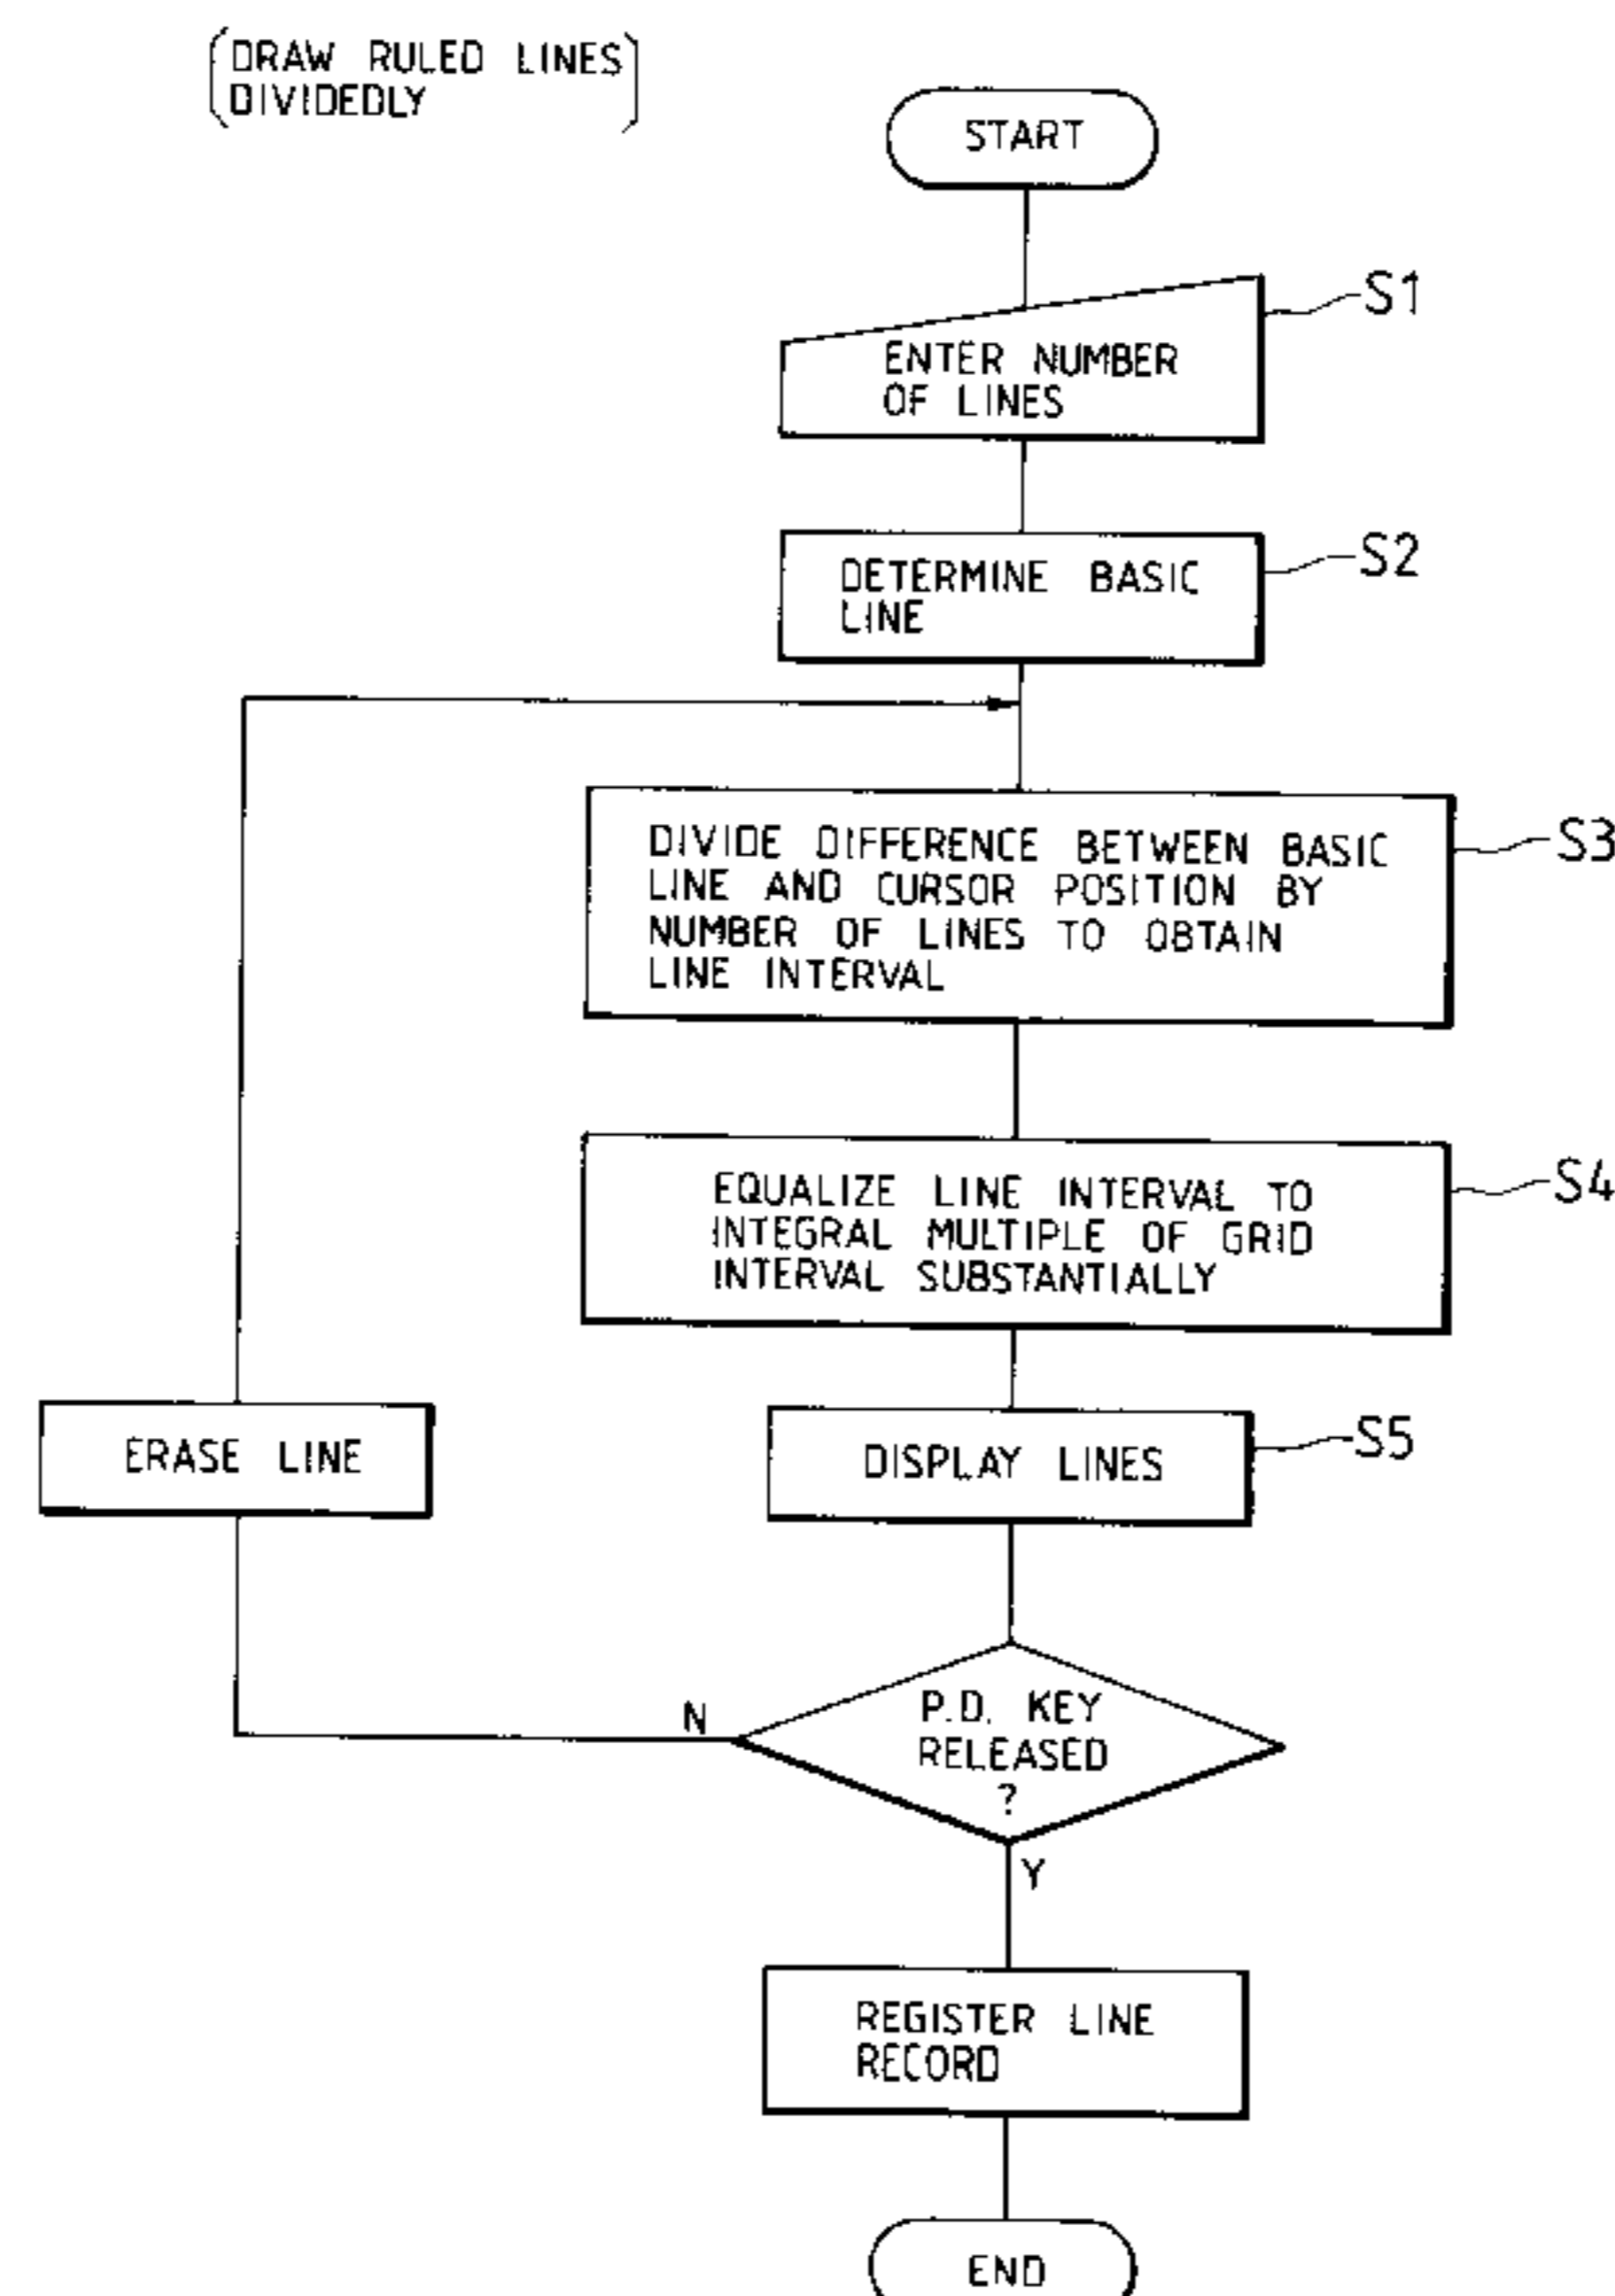 DRAW RULED LINES
DIVIDEDLY
START
S1
ENTER NUMBER
OF LINES
S2
DETERMINE BASIC
LINE
S3
DIVIDE DIFFERENCE BETWEEN BASIC
LINE AND CURSOR POSITION BY
NUMBER OF LINES TO OBTAIN
LINE INTERVAL
S4
EQUALIZE LINE INTERVAL TO
INTEGRAL MULTIPLE OF GRID
INTERVAL SUBSTANTIALLY
ERASE LINE
DISPLAY LINES
S5
N
P.D. KEY
RELEASED
?
Y
REGISTER LINE
RECORD
END